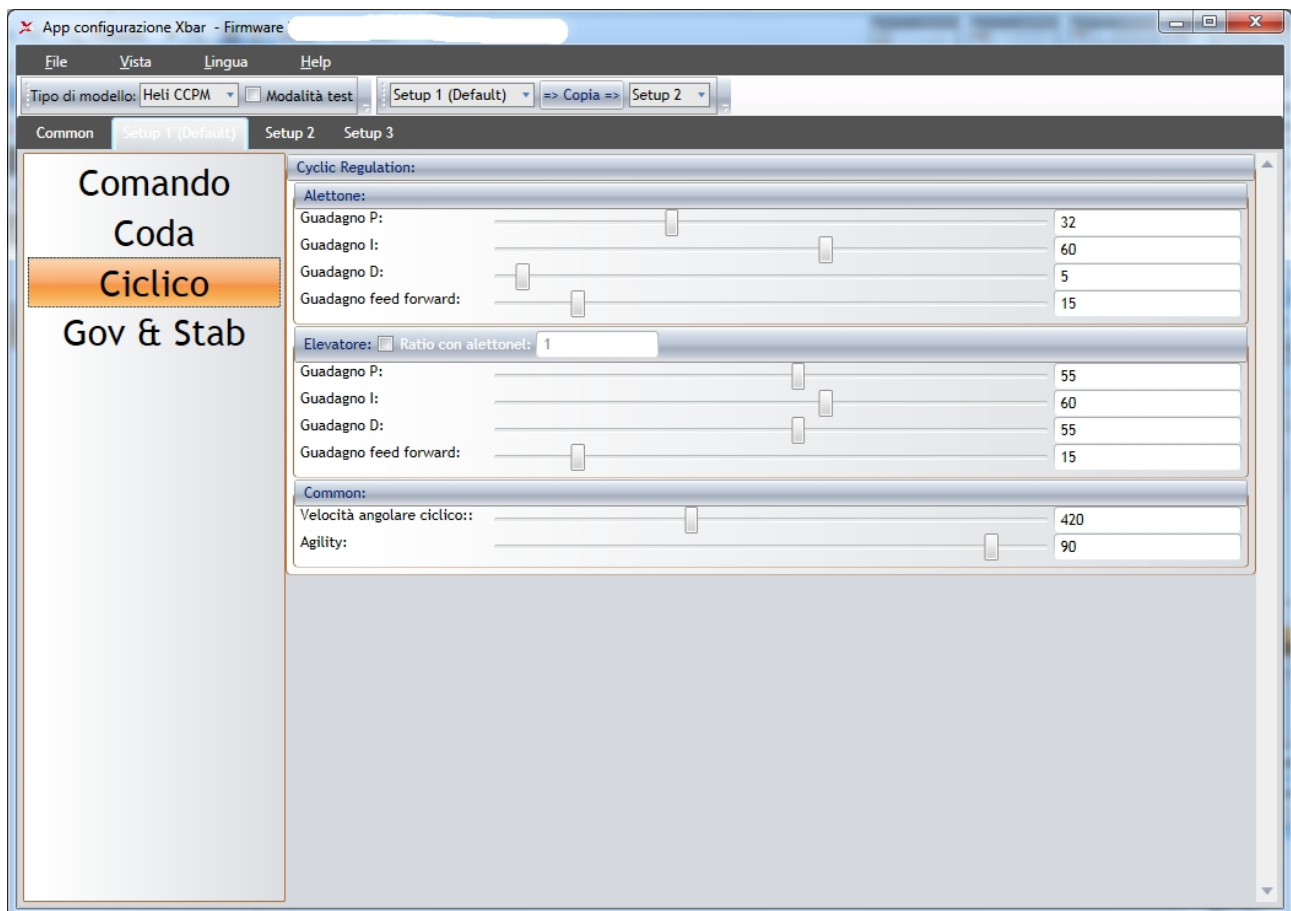 App configurazione Xbar - Firmware
File Vista Lingua Help
Tipo di modello: Heli CCPM Modalità test Setup 1 (Default) => Copia => Setup 2
Common Setup 1 (Default) Setup 2 Setup 3
Comando
Coda
Ciclico
Gov & Stab
Cyclic Regulation:
Alettone:
Guadagno P: 32
Guadagno I: 60
Guadagno D: 5
Guadagno feed forward: 15
Elevatore: Ratio con alettonel: 1
Guadagno P: 55
Guadagno I: 60
Guadagno D: 55
Guadagno feed forward: 15
Common:
Velocità angolare ciclico:: 420
Agility: 90